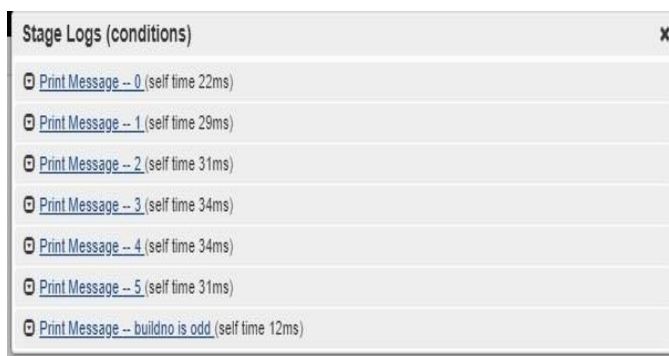 Stage Logs (conditions)
Print Message -- 0 (self time 22ms)
Print Message -- 1 (self time 29ms)
Print Message -- 2 (self time 31ms)
Print Message -- 3 (self time 34ms)
Print Message -- 4 (self time 34ms)
Print Message -- 5 (self time 31ms)
Print Message -- buildno is odd (self time 12ms)